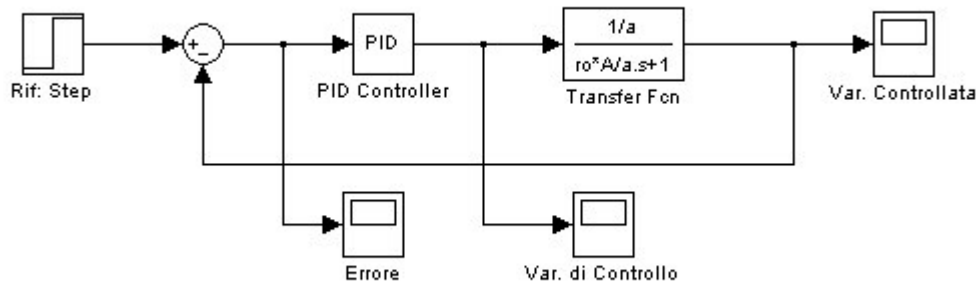 Rif: Step
+
−
PID
PID Controller
1/a
ro*A/a.s+1
Transfer Fcn
Var. Controllata
Errore
Var. di Controllo